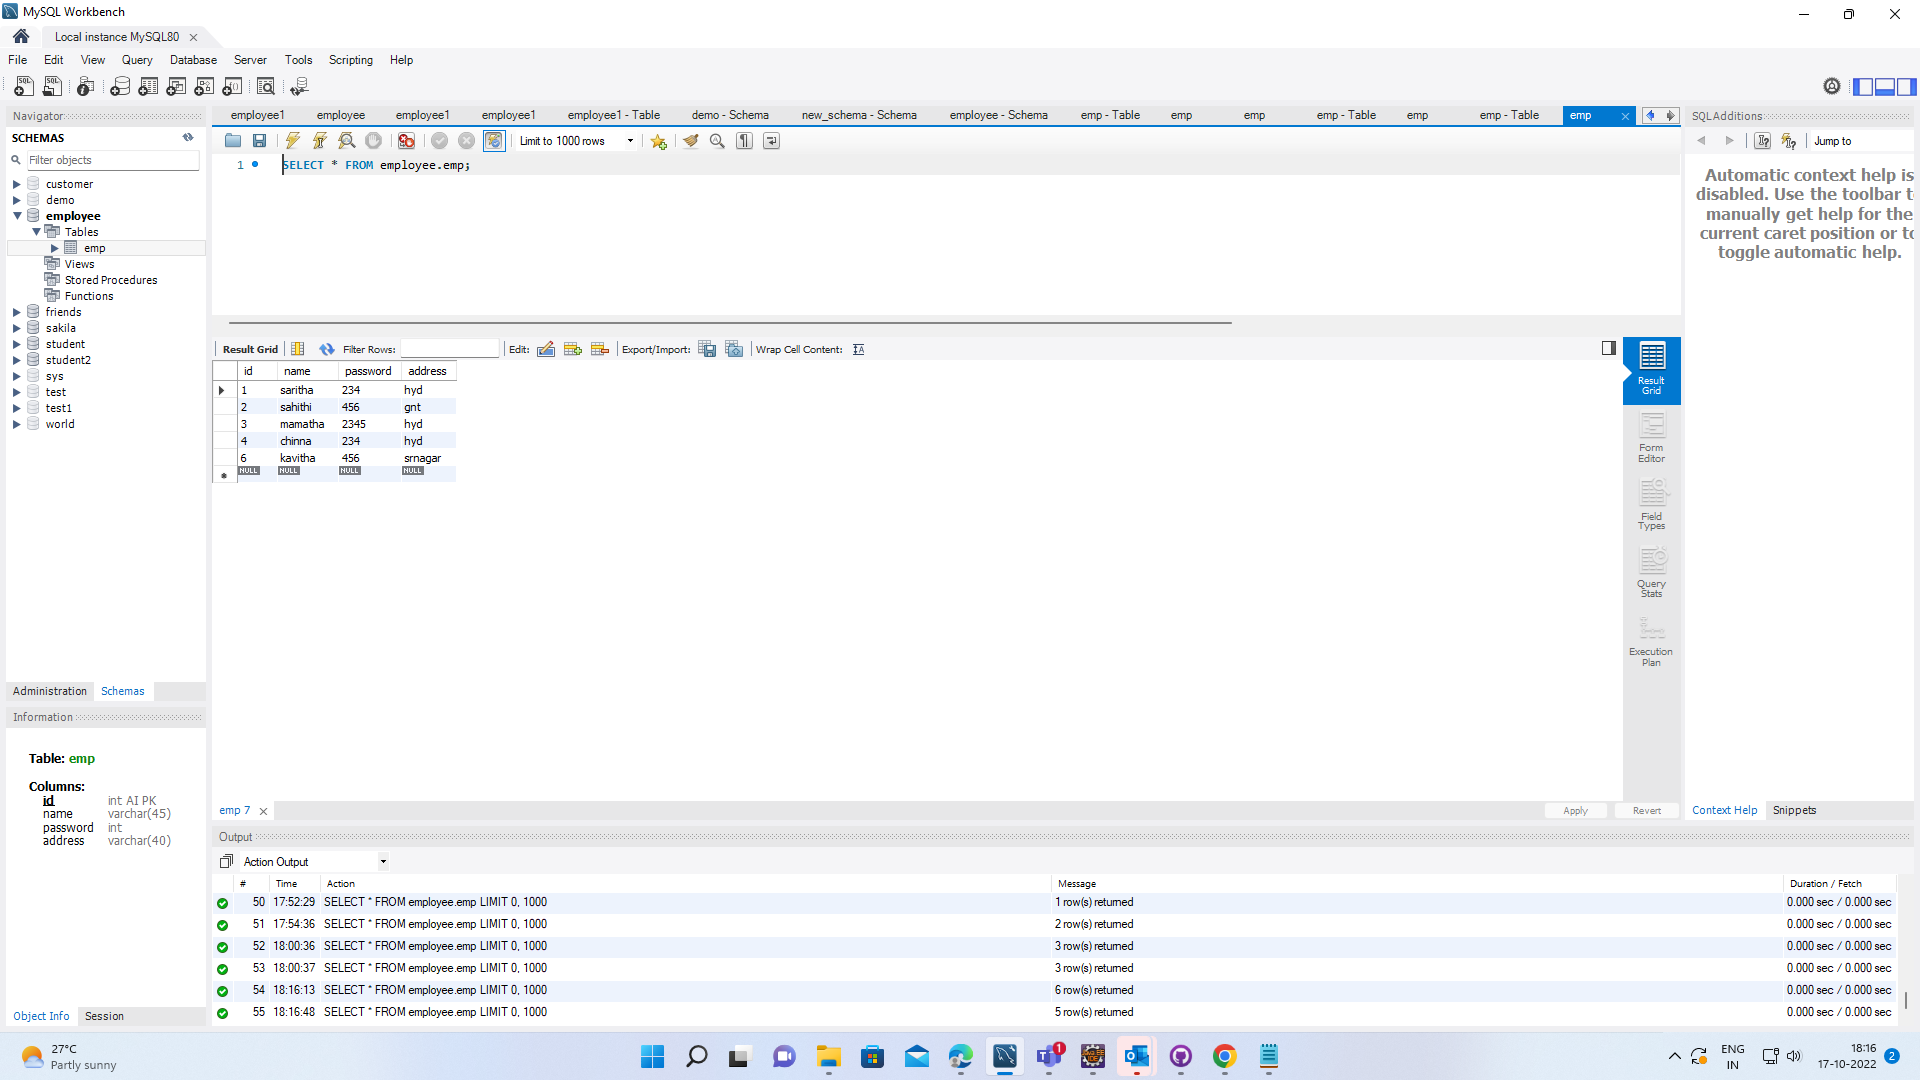 MySQL Workbench
Local instance MySQL80
File Edit View Query Database Server Tools Scripting Help
Navigator
SCHEMAS
Filter objects
customer
demo
employee
Tables
emp
Views
Stored Procedures
Functions
friends
sakila
student
student2
sys
test
test1
world
Administration Schemas
Information
Table: emp
Columns:
id int AI PK
name varchar(45)
password int
address varchar(40)
Object Info Session
employee1 employee employee1 employee1 employee1 - Table demo - Schema new_schema - Schema employee - Schema emp - Table emp emp emp - Table emp emp - Table emp
Limit to 1000 rows
1 SELECT * FROM employee.emp;
Result Grid Filter Rows: Edit: Export/Import: Wrap Cell Content:
id name password address
1 saritha 234 hyd
2 sahithi 456 gnt
3 mamatha 2345 hyd
4 chinna 234 hyd
6 kavitha 456 srnagar
NULL NULL NULL NULL
Result
Grid
Form
Editor
Field
Types
Query
Stats
Execution
Plan
emp 7
Apply Revert
SQLAdditions
Jump to
Automatic context help is
disabled. Use the toolbar t
manually get help for the
current caret position or to
toggle automatic help.
Context Help Snippets
Output
Action Output
# Time Action Message Duration / Fetch
50 17:52:29 SELECT * FROM employee.emp LIMIT 0, 1000 1 row(s) returned 0.000 sec / 0.000 sec
51 17:54:36 SELECT * FROM employee.emp LIMIT 0, 1000 2 row(s) returned 0.000 sec / 0.000 sec
52 18:00:36 SELECT * FROM employee.emp LIMIT 0, 1000 3 row(s) returned 0.000 sec / 0.000 sec
53 18:00:37 SELECT * FROM employee.emp LIMIT 0, 1000 3 row(s) returned 0.000 sec / 0.000 sec
54 18:16:13 SELECT * FROM employee.emp LIMIT 0, 1000 6 row(s) returned 0.000 sec / 0.000 sec
55 18:16:48 SELECT * FROM employee.emp LIMIT 0, 1000 5 row(s) returned 0.000 sec / 0.000 sec
27°C
Partly sunny
1
ENG
IN
18:16
17-10-2022
2